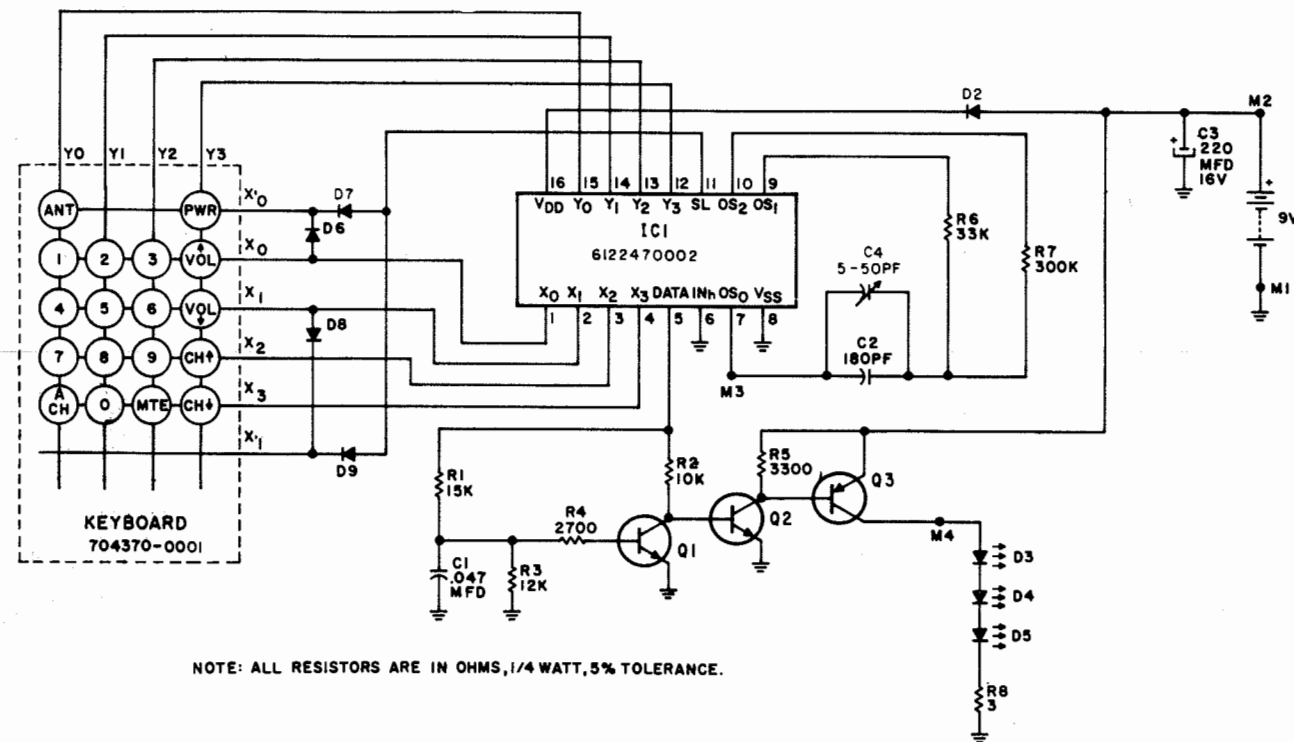 D2
M2
C3
220
MFD
16V
+
+
9V
M1
Y0 Y1 Y2 Y3
ANT PWR
X'0
D7
D6
1 2 3 ↑VOL
X0
4 5 6 VOL↓
X1
D8
7 8 9 CH↑
X2
A CH 0 MTE CH↓
X3
X'1
D9
KEYBOARD
704370-0001
16 15 14 13 12 11 10 9
VDD Y0 Y1 Y2 Y3 SL OS2 OS1
IC1
6122470002
X0 X1 X2 X3 DATA INh OS0 VSS
1 2 3 4 5 6 7 8
R6
33K
R7
300K
C4
5-50PF
C2
180PF
M3
R1
15K
R2
10K
R5
3300
R4
2700
Q1
Q2
Q3
C1
.047
MFD
R3
12K
M4
D3
D4
D5
R8
3
NOTE: ALL RESISTORS ARE IN OHMS, 1/4 WATT, 5% TOLERANCE.